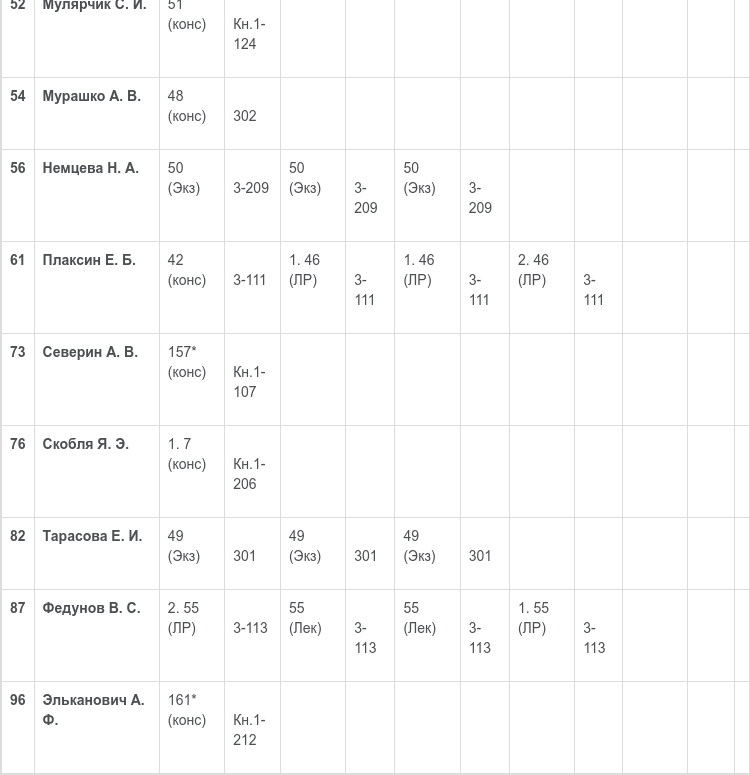 52 Мулярчик С. И. 51
(конс) Кн.1-
124
54 Мурашко А. В. 48
(конс) 302
56 Немцева Н. А. 50 50 50
(Экз) 3-209 (Экз) 3- (Экз) 3-
209 209
61 Плаксин Е. Б. 42 1. 46 1. 46 2. 46
(конс) 3-111 (ЛР) 3- (ЛР) 3- (ЛР) 3-
111 111 111
73 Северин А. В. 157*
(конс) Кн.1-
107
76 Скобля Я. Э. 1. 7
(конс) Кн.1-
206
82 Тарасова Е. И. 49 49 49
(Экз) 301 (Экз) 301 (Экз) 301
87 Федунов В. С. 2. 55 55 55 1. 55
(ЛР) 3-113 (Лек) 3- (Лек) 3- (ЛР) 3-
113 113 113
96 Эльканович А. 161*
Ф. (конс) Кн.1-
212